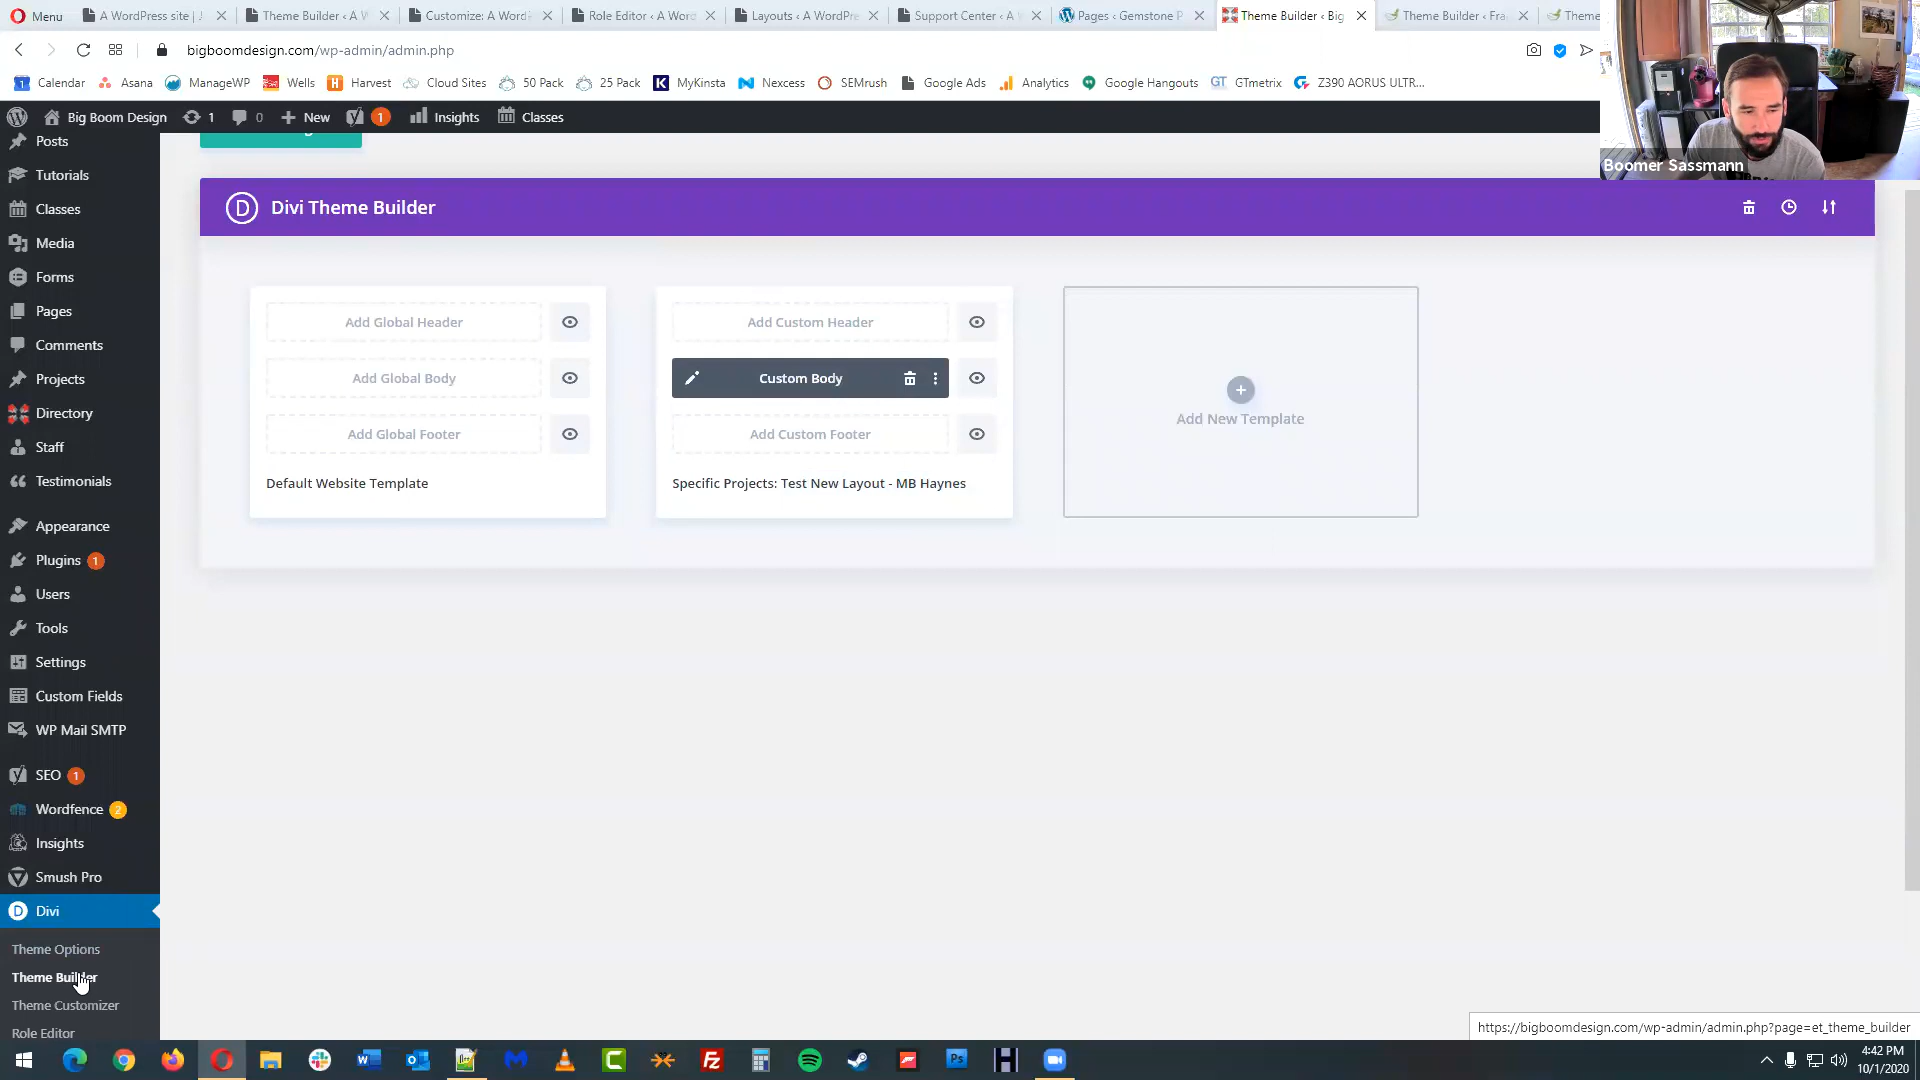 Menu
A WordPress site | J
Theme Builder ‹ A W
Customize: A Word
Role Editor ‹ A Wor
Layouts ‹ A WordPre
Support Center ‹ A
Pages ‹ Gemstone P
Theme Builder ‹ Big
Theme Builder ‹ Fra
Theme
bigboomdesign.com/wp-admin/admin.php
Calendar
Asana
ManageWP
Wells
Harvest
Cloud Sites
50 Pack
25 Pack
MyKinsta
Nexcess
SEMrush
Google Ads
Analytics
Google Hangouts
GTmetrix
Z390 AORUS ULTR...
Big Boom Design
1
0
New
1
Insights
Classes
Boomer Sassmann
Posts
Tutorials
Classes
Media
Forms
Pages
Comments
Projects
Directory
Staff
Testimonials
Appearance
Plugins 1
Users
Tools
Settings
Custom Fields
WP Mail SMTP
SEO 1
Wordfence 2
Insights
Smush Pro
Divi
Theme Options
Theme Builder
Theme Customizer
Role Editor
Divi Theme Builder
Add Global Header
Add Global Body
Add Global Footer
Default Website Template
Add Custom Header
Custom Body
Add Custom Footer
Specific Projects: Test New Layout - MB Haynes
Add New Template
https://bigboomdesign.com/wp-admin/admin.php?page=et_theme_builder
4:42 PM
10/1/2020